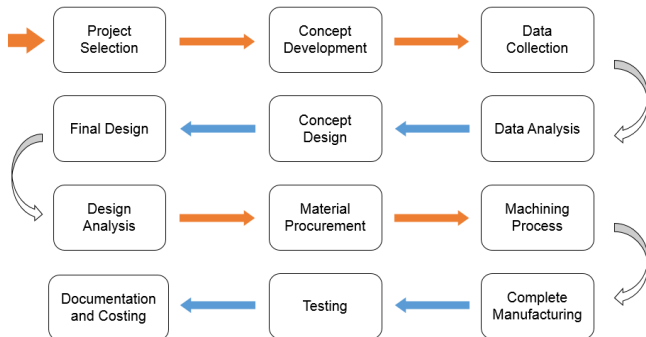 Project
Selection
Concept
Development
Data
Collection
Data Analysis
Concept
Design
Final Design
Design
Analysis
Material
Procurement
Machining
Process
Complete
Manufacturing
Testing
Documentation
and Costing